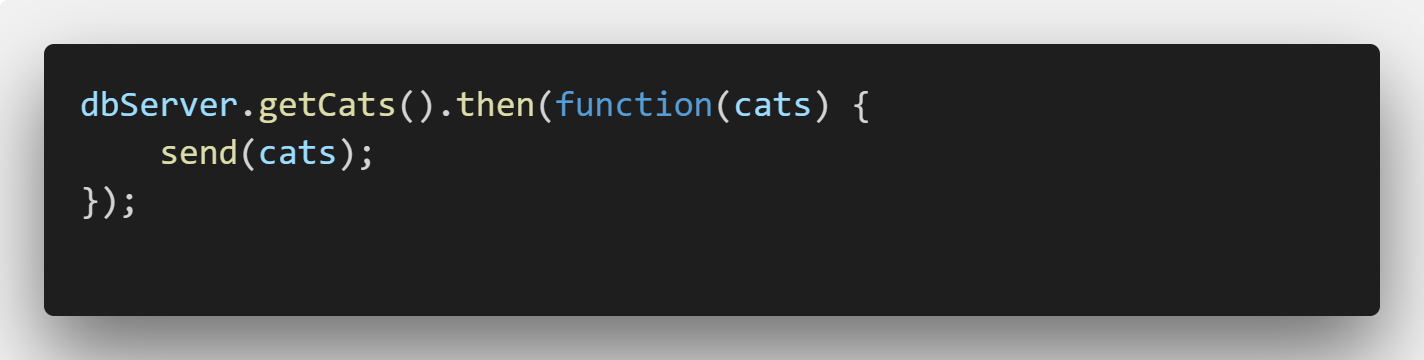 dbServer.getCats().then(function(cats) {
    send(cats);
});